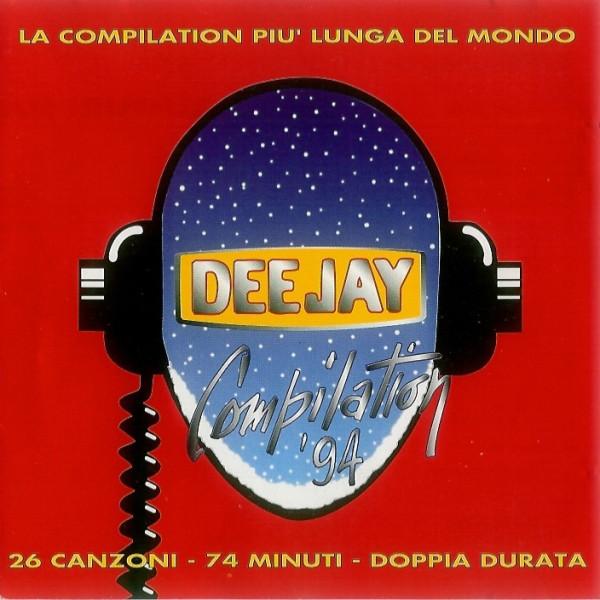 LA COMPILATION PIU' LUNGA DEL MONDO
DEEJAY
Compilation
'94
26 CANZONI - 74 MINUTI - DOPPIA DURATA